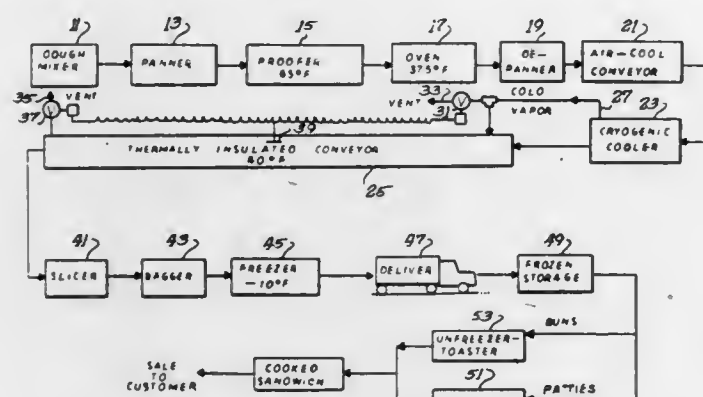 11
13
15
17
19
21
DOUGH
MIXER
PANNER
PROOFER
85°F
OVEN
375°F
DE-
PANNER
AIR-COOL
CONVEYOR
35
VENT
37
33
VENT
31
COLD
VAPOR
27
23
CRYOGENIC
COOLER
39
THERMALLY INSULATED CONVEYOR
40°F
25
41
43
45
47
49
SLICER
BAGGER
FREEZER
-10°F
DELIVER
FROZEN
STORAGE
BUNS
53
UNFREEZER-
TOASTER
SALE
TO
CUSTOMER
COOKED
SANDWICH
51
PATTIES